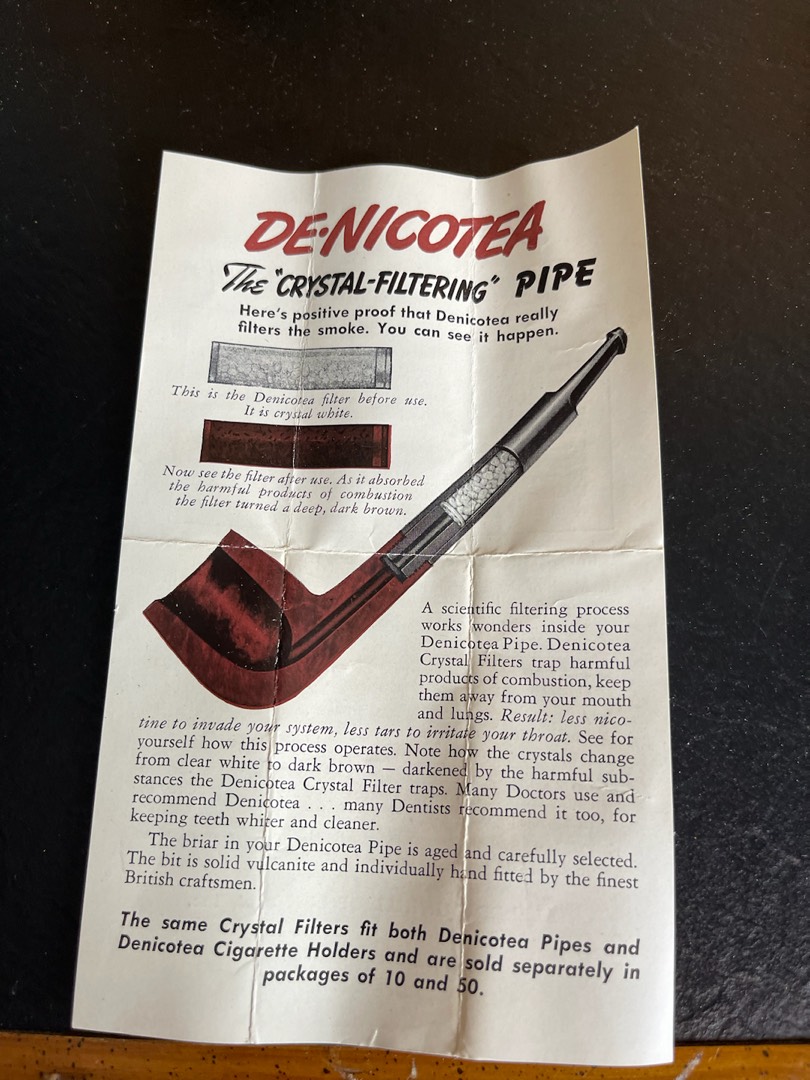 DE-NICOTEA
The "CRYSTAL-FILTERING" PIPE
Here's positive proof that Denicotea really
filters the smoke. You can see it happen.
This is the Denicotea filter before use.
It is crystal white.
Now see the filter after use. As it absorbed
the harmful products of combustion
the filter turned a deep, dark brown.
A scientific filtering process
works wonders inside your
Denicotea Pipe. Denicotea
Crystal Filters trap harmful
products of combustion, keep
them away from your mouth
and lungs. Result: less nico-
tine to invade your system, less tars to irritate your throat. See for
yourself how this process operates. Note how the crystals change
from clear white to dark brown — darkened by the harmful sub-
stances the Denicotea Crystal Filter traps. Many Doctors use and
recommend Denicotea . . . many Dentists recommend it too, for
keeping teeth whiter and cleaner.
The briar in your Denicotea Pipe is aged and carefully selected.
The bit is solid vulcanite and individually hand fitted by the finest
British craftsmen.
The same Crystal Filters fit both Denicotea Pipes and
Denicotea Cigarette Holders and are sold separately in
packages of 10 and 50.